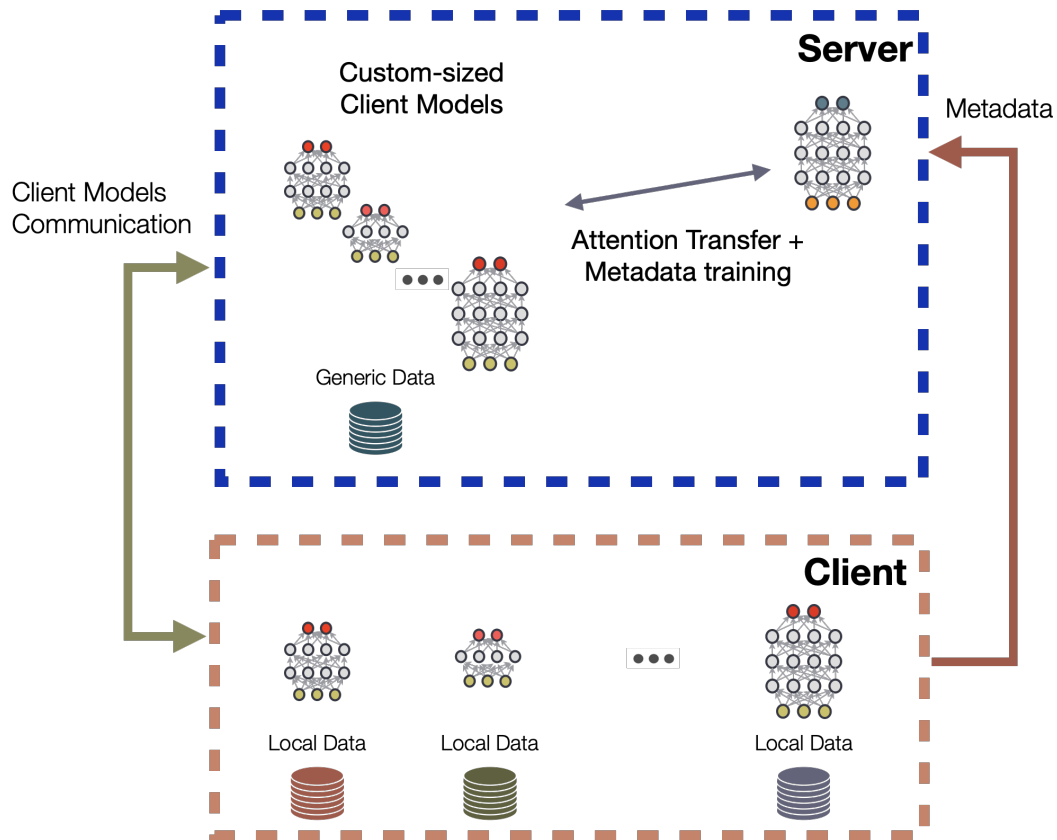 Server
Custom-sized
Client Models
Metadata
Client Models
Communication
Attention Transfer +
Metadata training
Generic Data
Client
Local Data
Local Data
Local Data